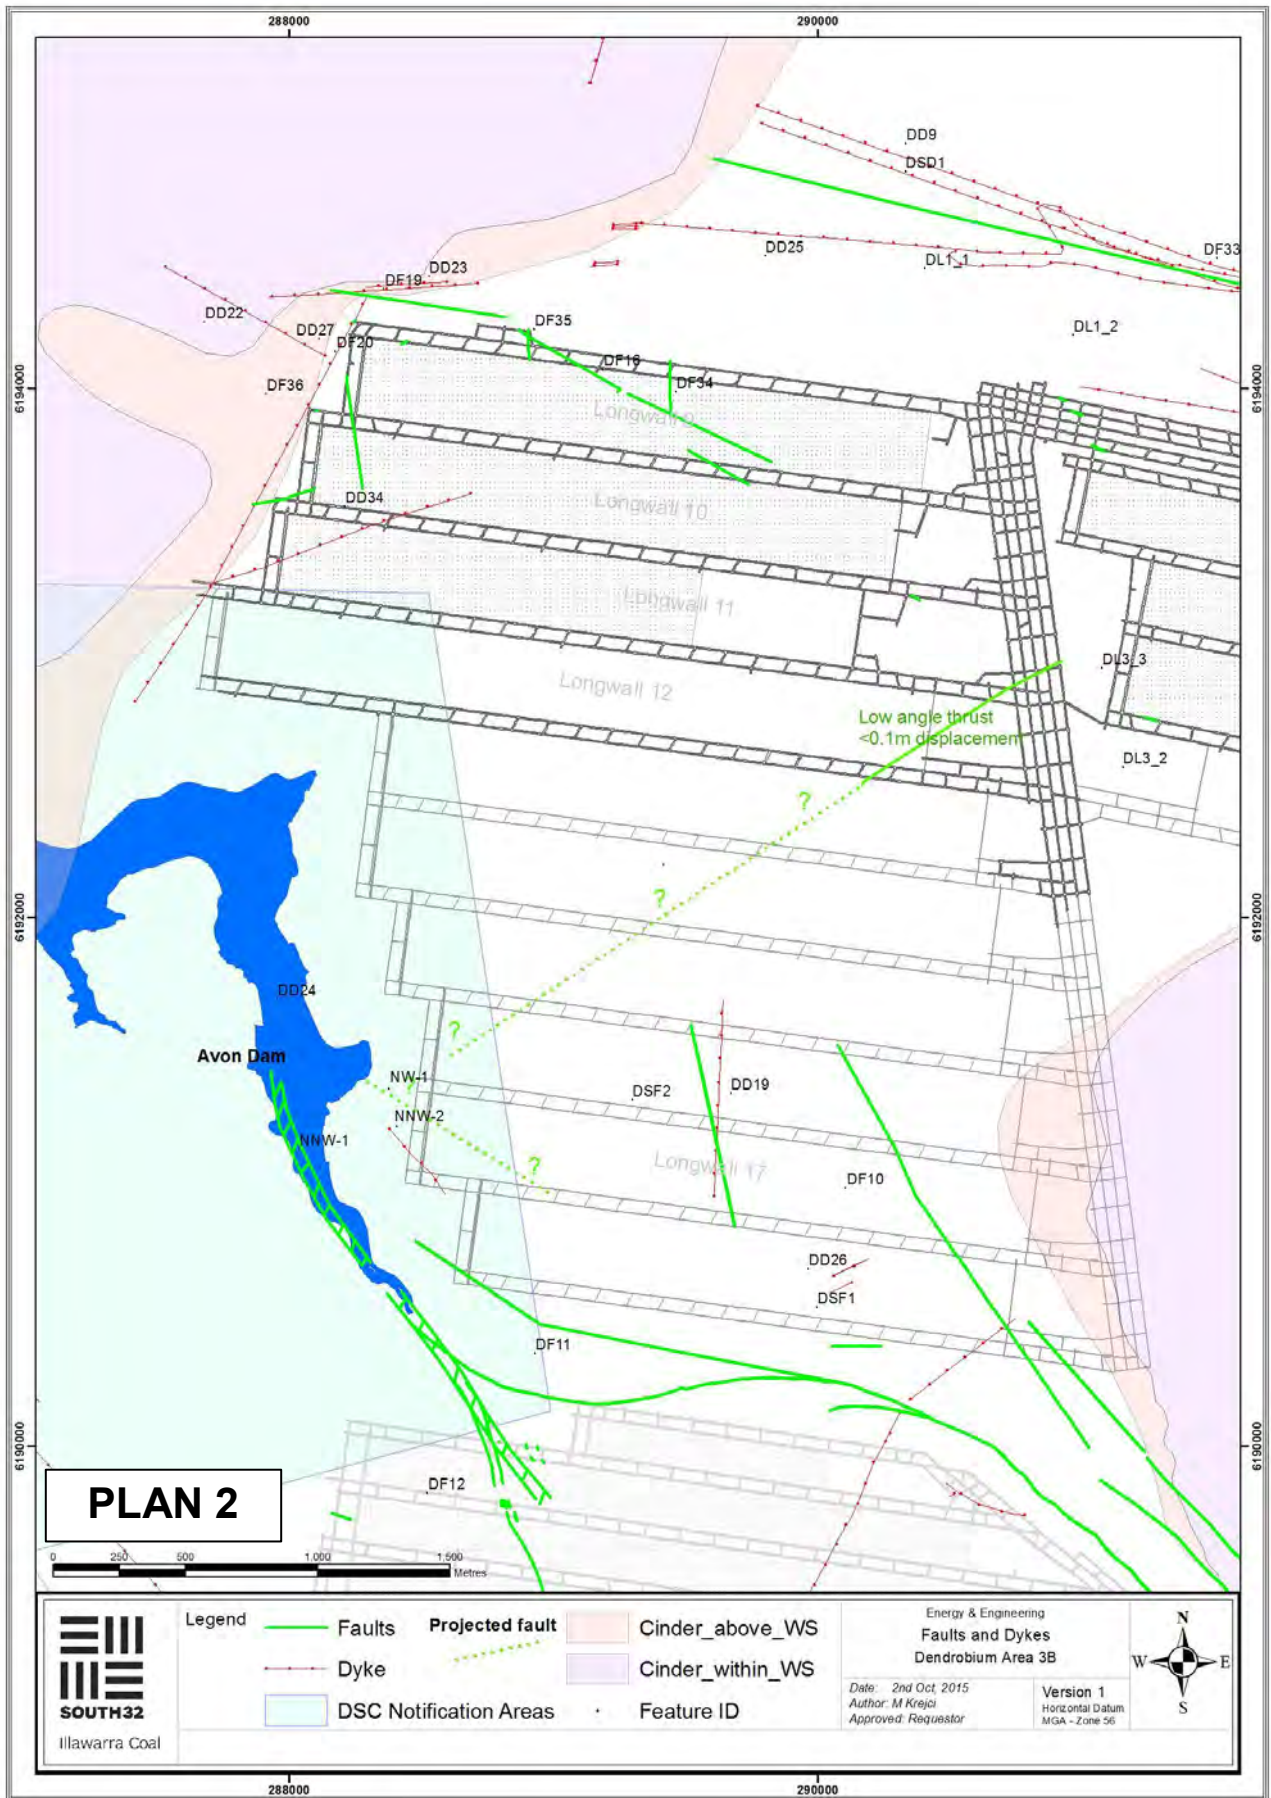 288000
290000
DD9
DSD1
DF33
DD25
DL1_1
DD23
DF19
DD22
DF35
DD27
DF20
DL1_2
DF16
DF36
DF34
6194000
6194000
Longwall 9
DD34
Longwall 10
Longwall 11
DL3_3
Longwall 12
Low angle thrust
<0.1m displacement
DL3_2
?
?
6192000
6192000
DD24
?
Avon Dam
NW-1
?
DSF2
DD19
NNW-2
NNW-1
?
Longwall 17
DF10
DD26
DSF1
DF11
6190000
6190000
DF12
PLAN 2
0 250 500 1,000 1,500
Metres
SOUTH32
Illawarra Coal
Legend
Faults
Projected fault
Cinder_above_WS
Dyke
Cinder_within_WS
DSC Notification Areas
Feature ID
Energy & Engineering
Faults and Dykes
Dendrobium Area 3B
Date: 2nd Oct, 2015
Author: M Krejci
Approved: Requestor
Version 1
Horizontal Datum
MGA - Zone 56
N
W E
S
288000
290000